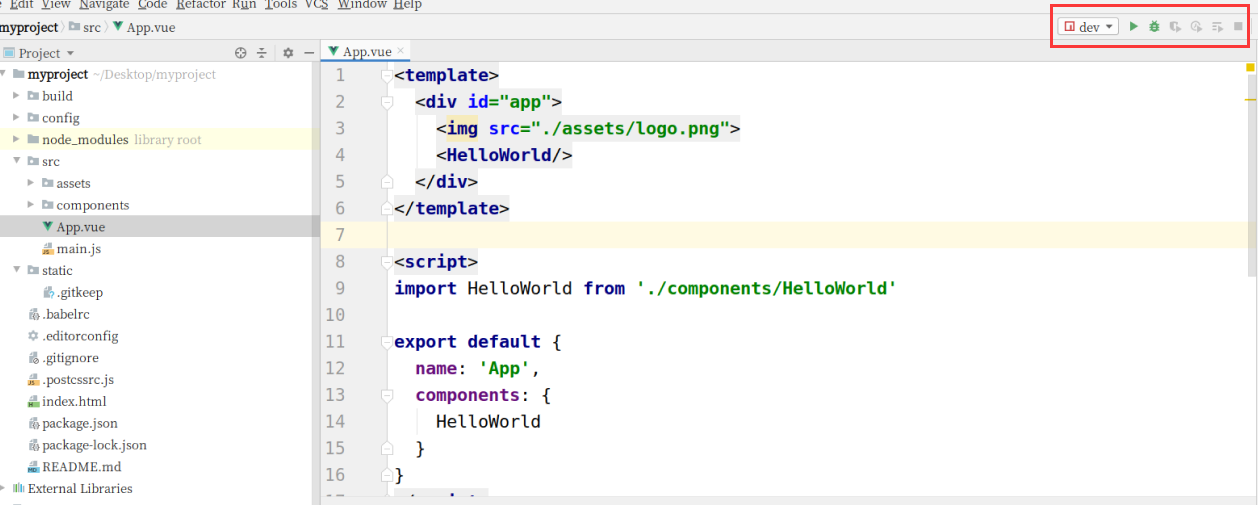 Edit View Navigate Code Refactor Run Tools VCS Window Help
myproject src App.vue
dev
Project
App.vue
myproject ~/Desktop/myproject
build
config
node_modules library root
src
assets
components
App.vue
main.js
static
.gitkeep
.babelrc
.editorconfig
.gitignore
.postcssrc.js
index.html
package.json
package-lock.json
README.md
External Libraries
1 <template>
2 <div id="app">
3 <img src="./assets/logo.png">
4 <HelloWorld/>
5 </div>
6 </template>
7
8 <script>
9 import HelloWorld from './components/HelloWorld'
10
11 export default {
12 name: 'App',
13 components: {
14 HelloWorld
15 }
16 }